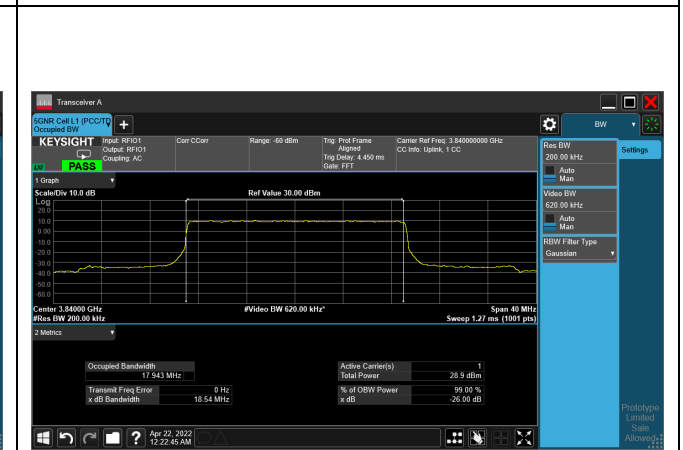 Transceiver A
5GNR Cell L1 (PCC/TD
Occupied BW
KEYSIGHT
PASS
Input: RFIO1
Output: RFIO1
Coupling: AC
Corr CCorr
Range: -60 dBm
Trig: Prot Frame
Aligned
Trig Delay: 4.450 ms
Gate: FFT
Carrier Ref Freq: 3.840000000 GHz
CC Info: Uplink, 1 CC
BW
Settings
Res BW
200.00 kHz
Auto
Man
Video BW
620.00 kHz
Auto
Man
RBW Filter Type
Gaussian
1 Graph
Scale/Div 10.0 dB
Ref Value 30.00 dBm
Log
20.0
10.0
0.00
-10.0
-20.0
-30.0
-40.0
-50.0
-60.0
Center 3.84000 GHz
#Video BW 620.00 kHz*
Span 40 MHz
#Res BW 200.00 kHz
Sweep 1.27 ms (1001 pts)
2 Metrics
Occupied Bandwidth
17.943 MHz
Transmit Freq Error 0 Hz
x dB Bandwidth 18.54 MHz
Active Carrier(s) 1
Total Power 28.9 dBm
% of OBW Power 99.00 %
x dB -26.00 dB
Prototype
Limited
Sale
Allowed
Apr 22, 2022
12:22:45 AM